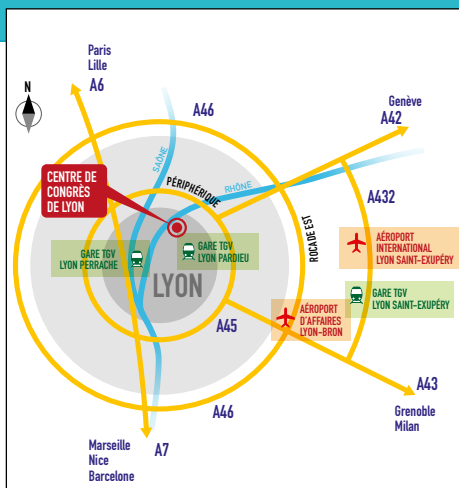 Paris
Lille
A6
N
A46
Genève
A42
SAÔNE
PÉRIPHÉRIQUE
RHÔNE
CENTRE DE
CONGRÈS
DE LYON
A432
ROCADE EST
AÉROPORT
INTERNATIONAL
LYON SAINT-EXUPÉRY
GARE TGV
LYON PERRACHE
GARE TGV
LYON PARDIEU
LYON
GARE TGV
LYON SAINT-EXUPÉRY
AÉROPORT
D'AFFAIRES
LYON-BRON
A45
A43
A46
Grenoble
Milan
Marseille
Nice
Barcelone
A7